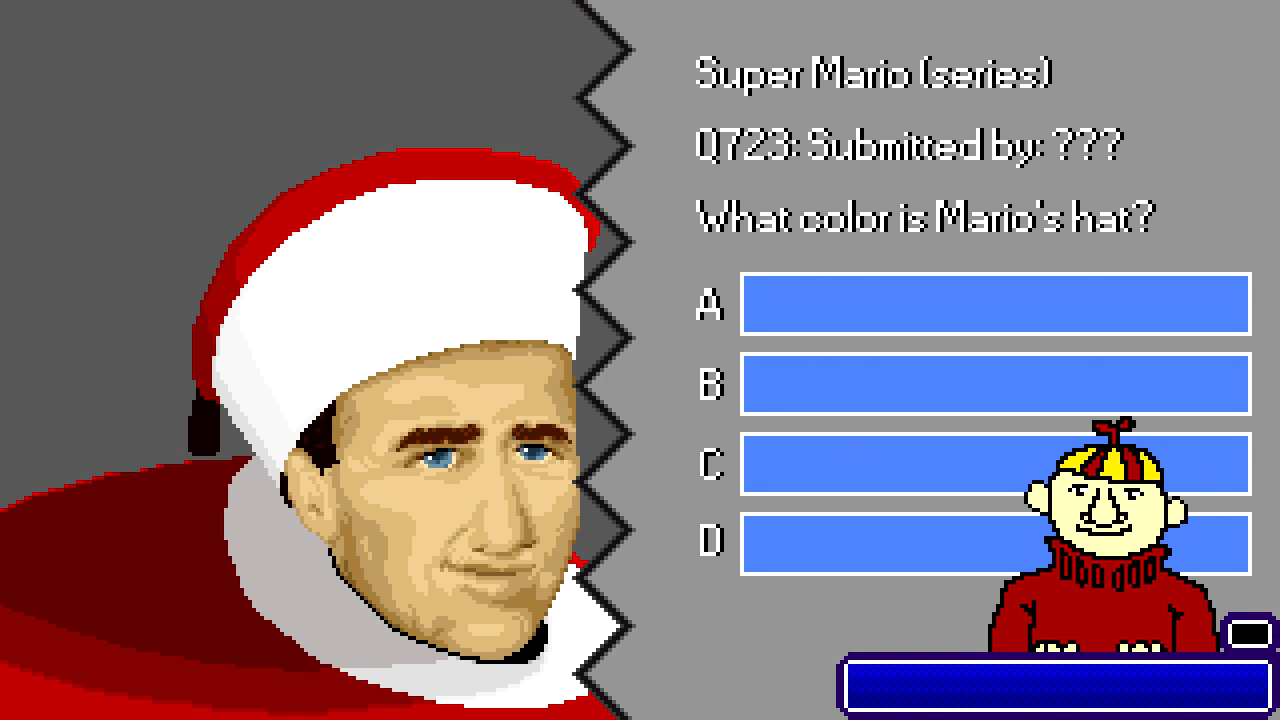 Super Mario (series)
Q723: Submitted by: ???
What color is Mario's hat?
A
B
C
D